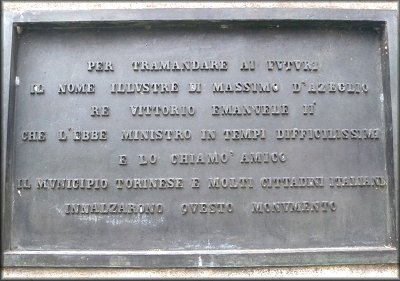 PER TRAMANDARE AI FUTURI
IL NOME ILLUSTRE DI MASSIMO D'AZEGLIO
RE VITTORIO EMANUELE II°
CHE L'EBBE MINISTRO IN TEMPI DIFFICILISSIMI
E LO CHIAMO' AMICO
IL MUNICIPIO TORINESE E MOLTI CITTADINI ITALIANI
INNALZARONO QUESTO MONUMENTO